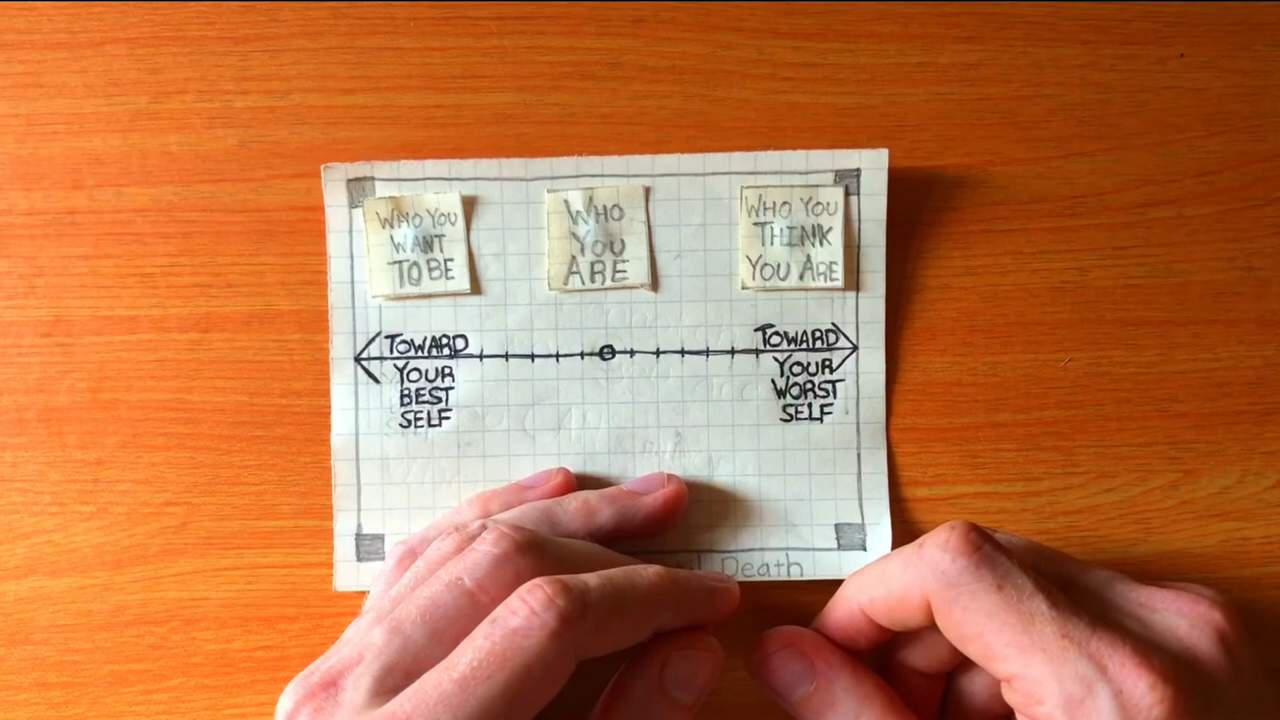 WHO YOU
WANT
TO BE
WHO
YOU
ARE
WHO YOU
THINK
YOU ARE
TOWARD
YOUR
BEST
SELF
TOWARD
YOUR
WORST
SELF
Death